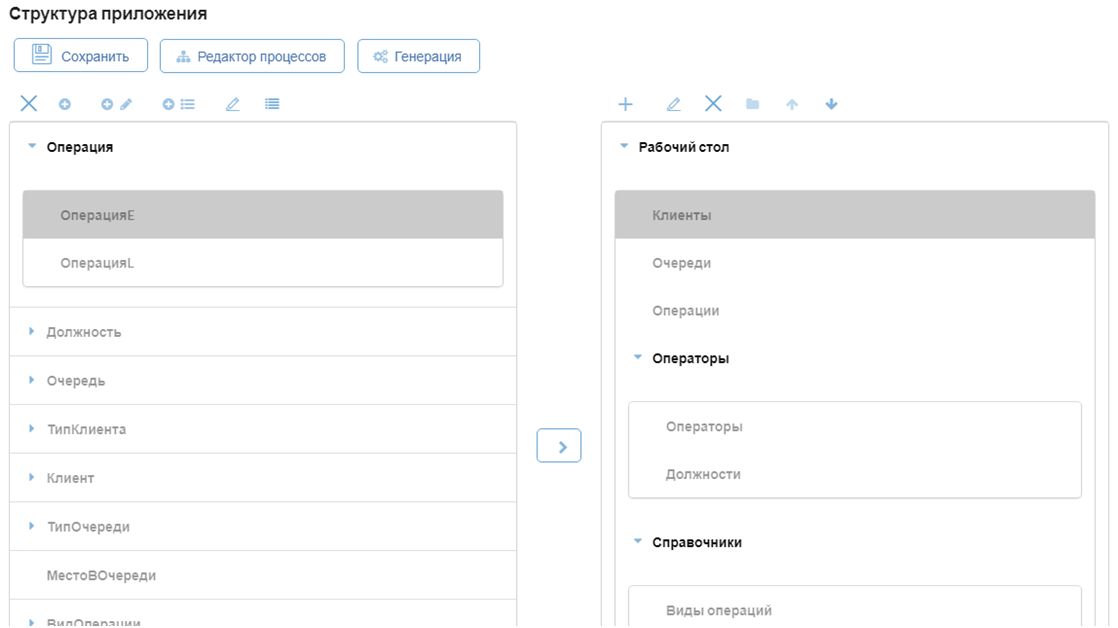 Структура приложения
Сохранить
Редактор процессов
Генерация
Операция
ОперацияE
ОперацияL
Должность
Очередь
ТипКлиента
Клиент
ТипОчереди
МестоВОчереди
ВидОперации
Рабочий стол
Клиенты
Очереди
Операции
Операторы
Операторы
Должности
Справочники
Виды операций